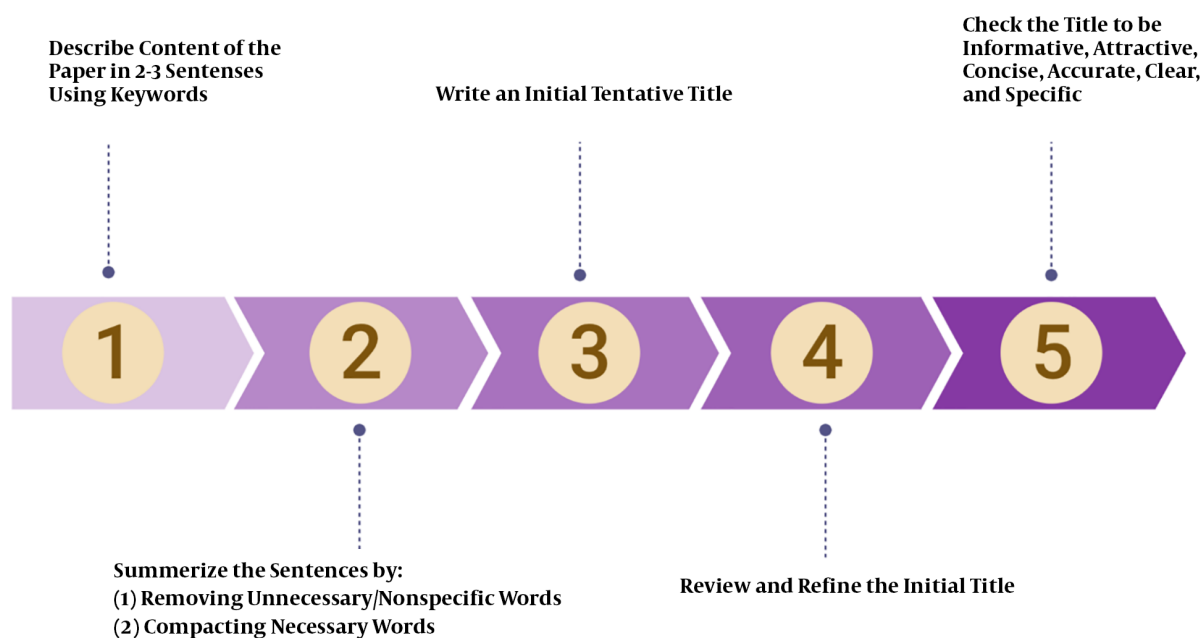 Describe Content of the
Paper in 2-3 Sentences
Using Keywords
Write an Initial Tentative Title
Check the Title to be
Informative, Attractive,
Concise, Accurate, Clear,
and Specific
1
2
3
4
5
Summerize the Sentences by:
(1) Removing Unnecessary/Nonspecific Words
(2) Compacting Necessary Words
Review and Refine the Initial Title